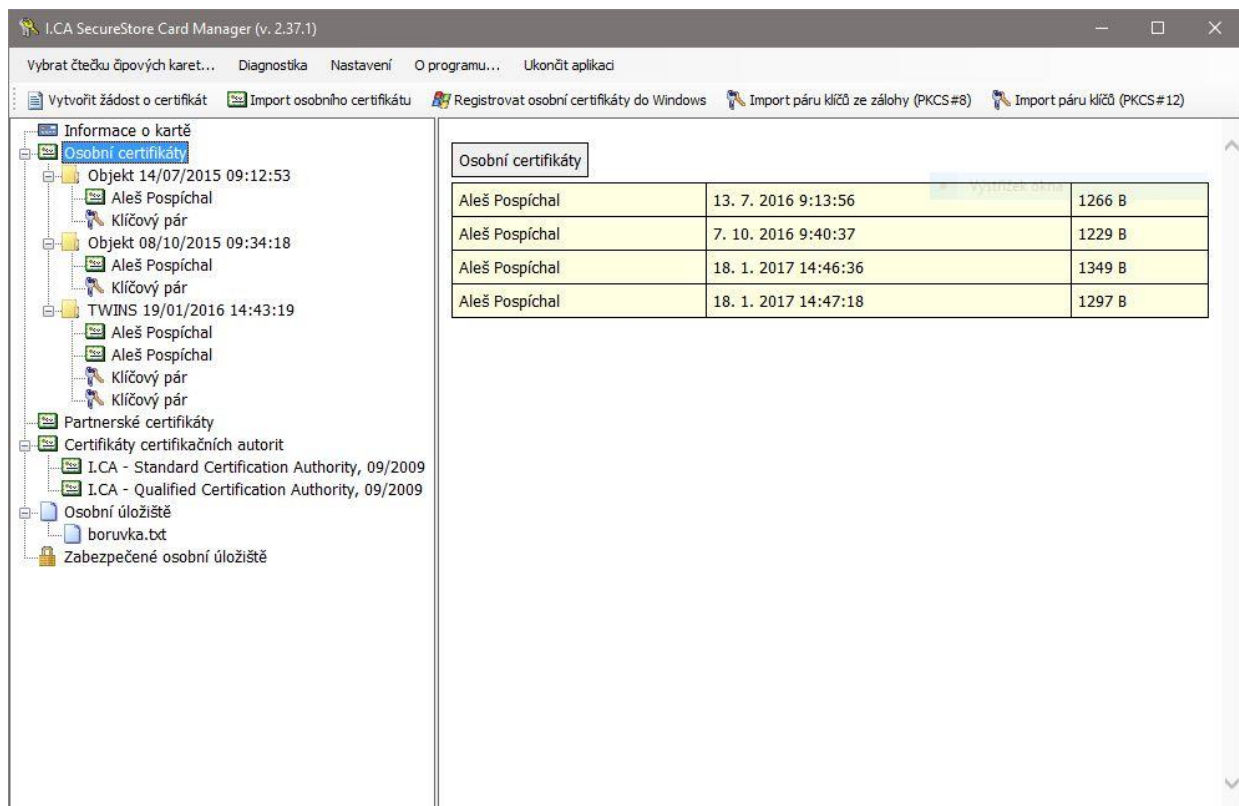 I.CA SecureStore Card Manager (v. 2.37.1)
Vybrat čtečku čipových karet... Diagnostika Nastavení O programu... Ukončit aplikaci
Vytvořit žádost o certifikát Import osobního certifikátu Registrovat osobní certifikáty do Windows Import páru klíčů ze zálohy (PKCS#8) Import páru klíčů (PKCS#12)
Informace o kartě
Osobní certifikáty
Objekt 14/07/2015 09:12:53
Aleš Pospíchal
Klíčový pár
Objekt 08/10/2015 09:34:18
Aleš Pospíchal
Klíčový pár
TWINS 19/01/2016 14:43:19
Aleš Pospíchal
Aleš Pospíchal
Klíčový pár
Klíčový pár
Partnerské certifikáty
Certifikáty certifikačních autorit
I.CA - Standard Certification Authority, 09/2009
I.CA - Qualified Certification Authority, 09/2009
Osobní úložiště
boruvka.txt
Zabezpečené osobní úložiště
Osobní certifikáty
Výstřižek okna
Aleš Pospíchal 13. 7. 2016 9:13:56 1266 B
Aleš Pospíchal 7. 10. 2016 9:40:37 1229 B
Aleš Pospíchal 18. 1. 2017 14:46:36 1349 B
Aleš Pospíchal 18. 1. 2017 14:47:18 1297 B